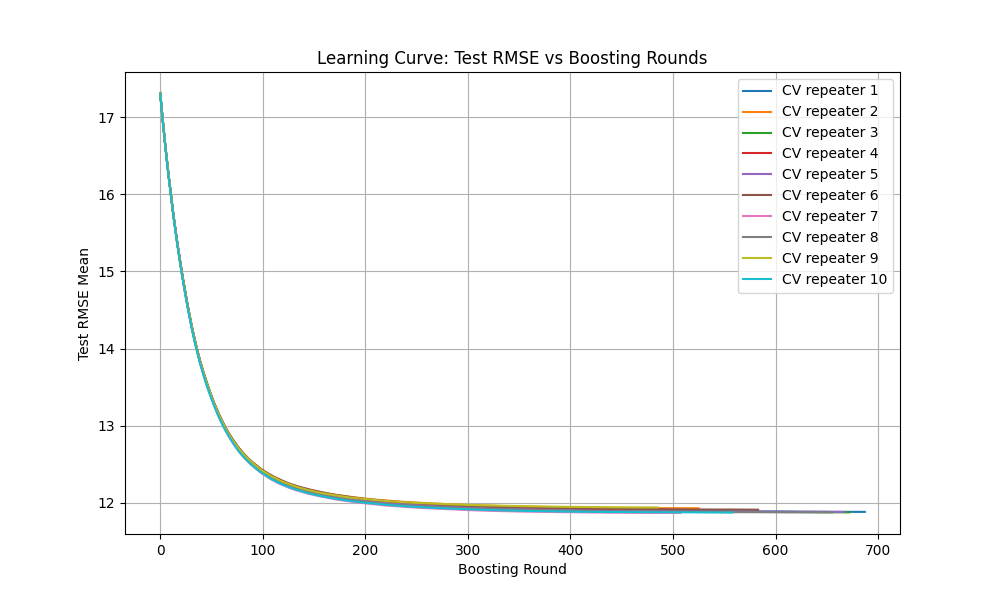 Learning Curve: Test RMSE vs Boosting Rounds
CV repeater 1
CV repeater 2
CV repeater 3
CV repeater 4
CV repeater 5
CV repeater 6
CV repeater 7
CV repeater 8
CV repeater 9
CV repeater 10
Test RMSE Mean
17
16
15
14
13
12
0 100 200 300 400 500 600 700
Boosting Round